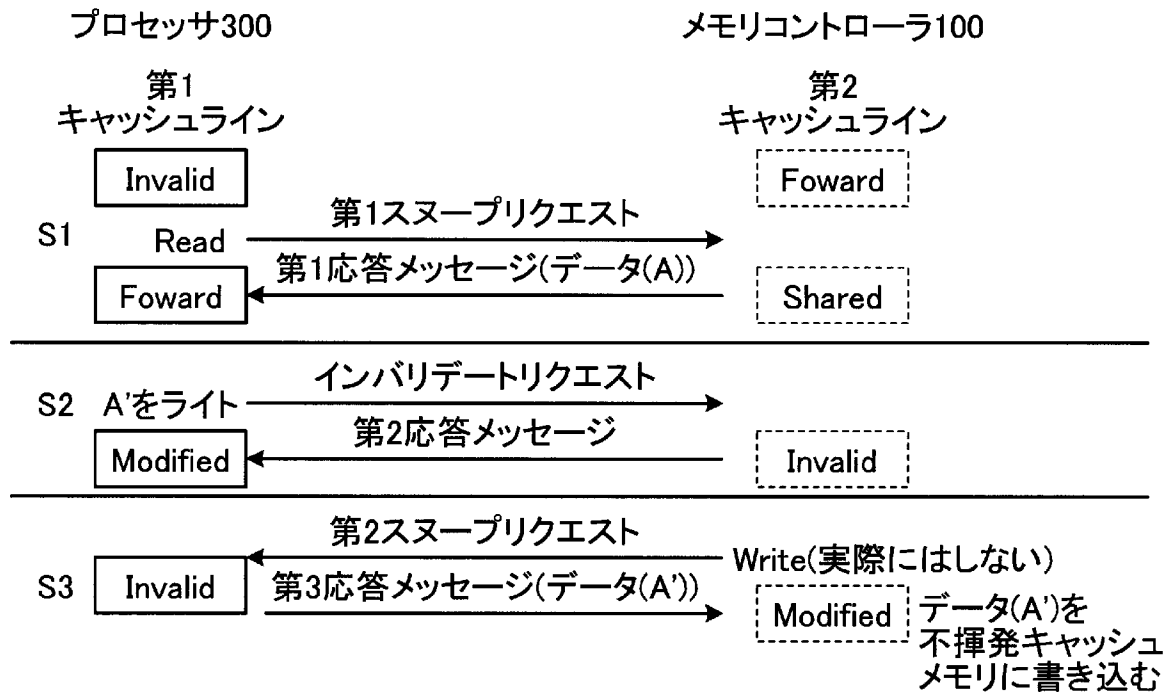 プロセッサ300
メモリコントローラ100
第1
キャッシュライン
第2
キャッシュライン
Invalid
Foward
第1スヌープリクエスト
S1
Read
第1応答メッセージ(データ(A))
Foward
Shared
インバリデートリクエスト
S2
A'をライト
第2応答メッセージ
Modified
Invalid
第2スヌープリクエスト
Write(実際にはしない)
S3
Invalid
第3応答メッセージ(データ(A'))
Modified
データ(A')を
不揮発キャッシュ
メモリに書き込む